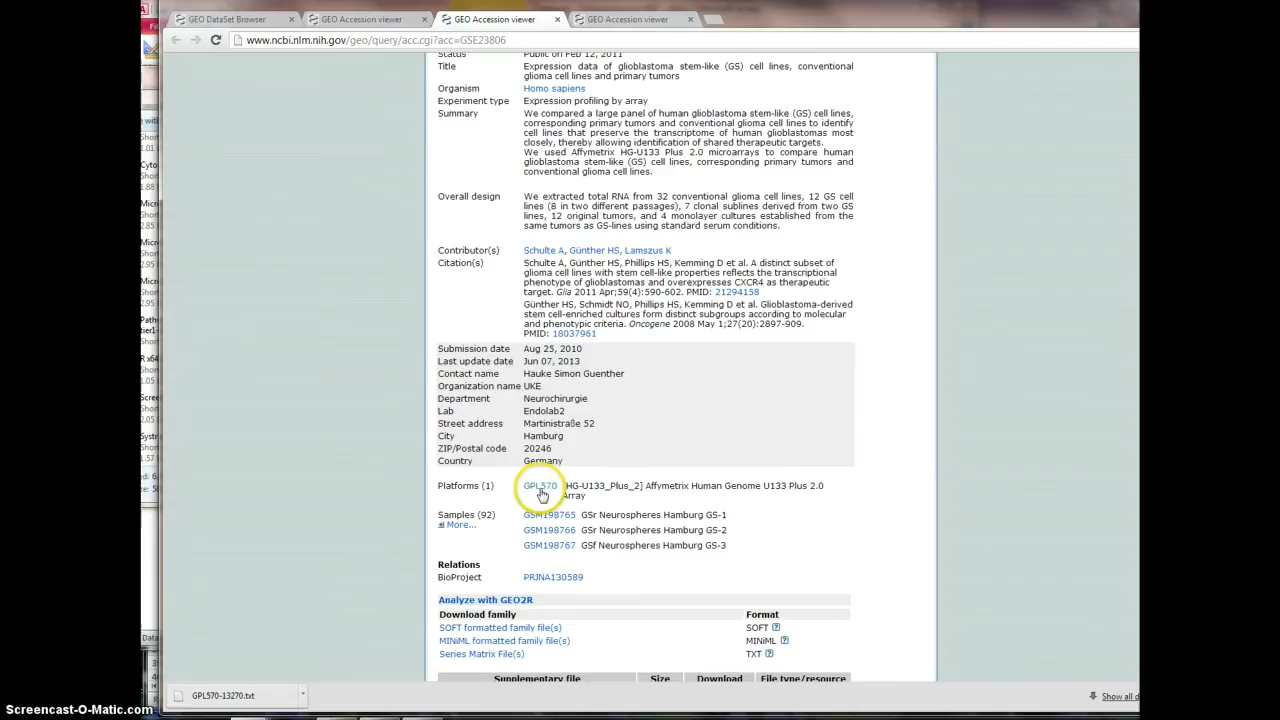 GEO DataSet Browser
GEO Accession viewer
GEO Accession viewer
GEO Accession viewer
www.ncbi.nlm.nih.gov/geo/query/acc.cgi?acc=GSE23806
Status Public on Feb 12, 2011
Title Expression data of glioblastoma stem-like (GS) cell lines, conventional
glioma cell lines and primary tumors
Organism Homo sapiens
Experiment type Expression profiling by array
Summary We compared a large panel of human glioblastoma stem-like (GS) cell lines,
corresponding primary tumors and conventional glioma cell lines to identify
cell lines that preserve the transcriptome of human glioblastomas most
closely, thereby allowing identification of shared therapeutic targets.
We used Affymetrix HG-U133 Plus 2.0 microarrays to compare human
glioblastoma stem-like (GS) cell lines, corresponding primary tumors and
conventional glioma cell lines.
Overall design We extracted total RNA from 32 conventional glioma cell lines, 12 GS cell
lines (8 in two different passages), 7 clonal sublines derived from two GS
lines, 12 original tumors, and 4 monolayer cultures established from the
same tumors as GS-lines using standard serum conditions.
Contributor(s) Schulte A, Günther HS, Lamszus K
Citation(s) Schulte A, Günther HS, Phillips HS, Kemming D et al. A distinct subset of
glioma cell lines with stem cell-like properties reflects the transcriptional
phenotype of glioblastomas and overexpresses CXCR4 as therapeutic
target. Glia 2011 Apr;59(4):590-602. PMID: 21294158
Günther HS, Schmidt NO, Phillips HS, Kemming D et al. Glioblastoma-derived
stem cell-enriched cultures form distinct subgroups according to molecular
and phenotypic criteria. Oncogene 2008 May 1;27(20):2897-909.
PMID: 18037961
Submission date Aug 25, 2010
Last update date Jun 07, 2013
Contact name Hauke Simon Guenther
Organization name UKE
Department Neurochirurgie
Lab Endolab2
Street address Martinistraße 52
City Hamburg
ZIP/Postal code 20246
Country Germany
Platforms (1) GPL570 HG-U133_Plus_2] Affymetrix Human Genome U133 Plus 2.0
Array
Samples (92) GSM198765 GSr Neurospheres Hamburg GS-1
More... GSM198766 GSr Neurospheres Hamburg GS-2
GSM198767 GSf Neurospheres Hamburg GS-3
Relations
BioProject PRJNA130589
Analyze with GEO2R
Download family Format
SOFT formatted family file(s) SOFT ?
MINiML formatted family file(s) MINiML ?
Series Matrix File(s) TXT ?
Supplementary file Size Download File type/resource
GPL570-13270.txt
Show all d
Screencast-O-Matic.com